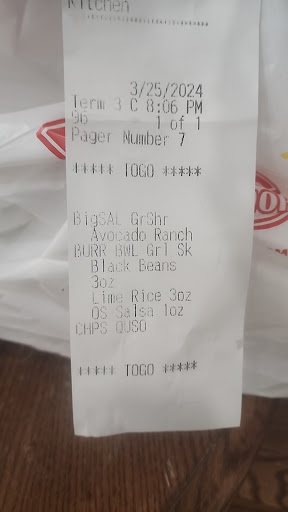 Kitchen
3/25/2024
Term 3 C 8:06 PM
96 1 of 1
Pager Number 7
***** TOGO *****
BigSAL GrShr
Avocado Ranch
BURR BWL Grl Sk
Black Beans
3oz
Lime Rice 3oz
OS Salsa 1oz
CHPS QUSO
***** TOGO *****